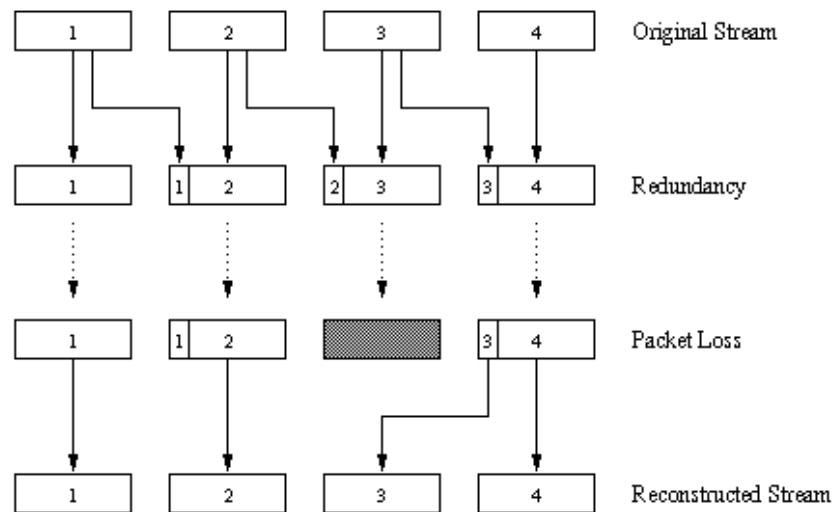 1 2 3 4 Original Stream
1 1 2 2 3 3 4 Redundancy
1 1 2 3 4 Packet Loss
1 2 3 4 Reconstructed Stream